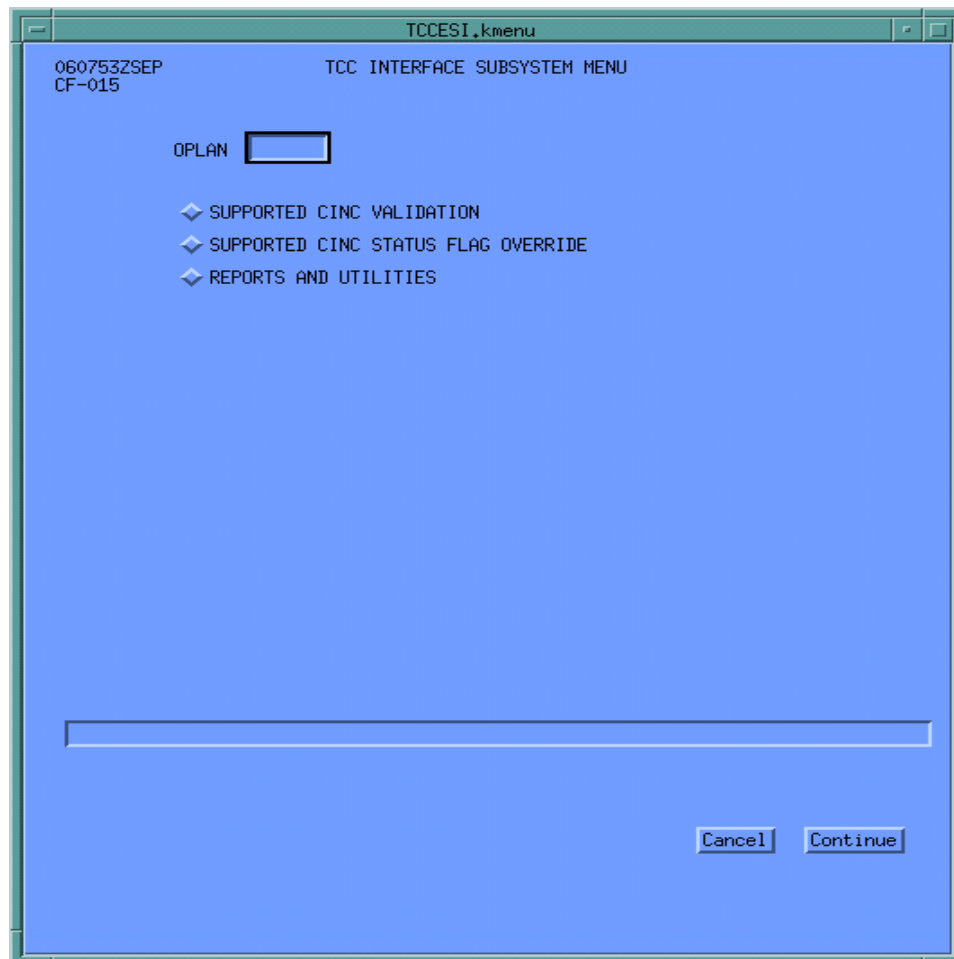 TCCESI.kmenu
060753ZSEP TCC INTERFACE SUBSYSTEM MENU
CF-015
OPLAN
SUPPORTED CINC VALIDATION
SUPPORTED CINC STATUS FLAG OVERRIDE
REPORTS AND UTILITIES
Cancel Continue